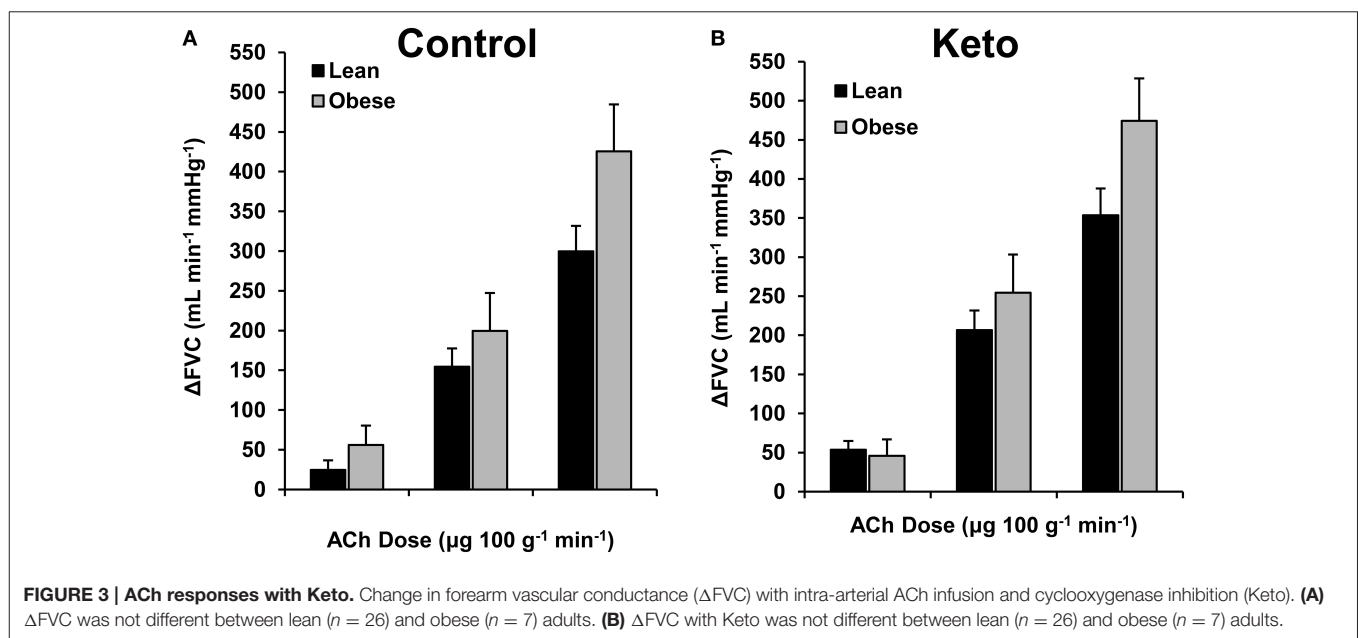 A
Control
550
500
450
400
350
300
250
200
150
100
50
0
ΔFVC (mL min⁻¹ mmHg⁻¹)
Lean
Obese
ACh Dose (µg 100 g⁻¹ min⁻¹)
B
Keto
550
500
450
400
350
300
250
200
150
100
50
0
ΔFVC (mL min⁻¹ mmHg⁻¹)
Lean
Obese
ACh Dose (µg 100 g⁻¹ min⁻¹)
FIGURE 3 | ACh responses with Keto. Change in forearm vascular conductance (ΔFVC) with intra-arterial ACh infusion and cyclooxygenase inhibition (Keto). (A)
ΔFVC was not different between lean (n = 26) and obese (n = 7) adults. (B) ΔFVC with Keto was not different between lean (n = 26) and obese (n = 7) adults.